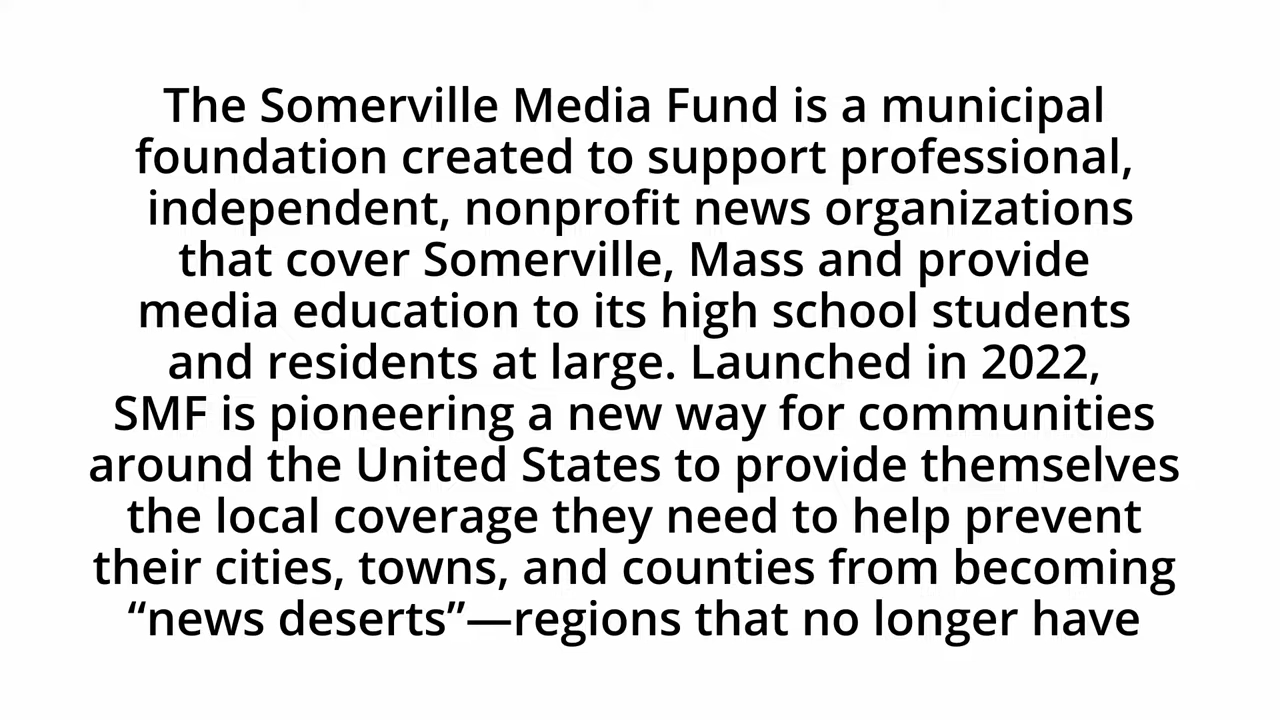 The Somerville Media Fund is a municipal
foundation created to support professional,
independent, nonprofit news organizations
that cover Somerville, Mass and provide
media education to its high school students
and residents at large. Launched in 2022,
SMF is pioneering a new way for communities
around the United States to provide themselves
the local coverage they need to help prevent
their cities, towns, and counties from becoming
“news deserts”—regions that no longer have